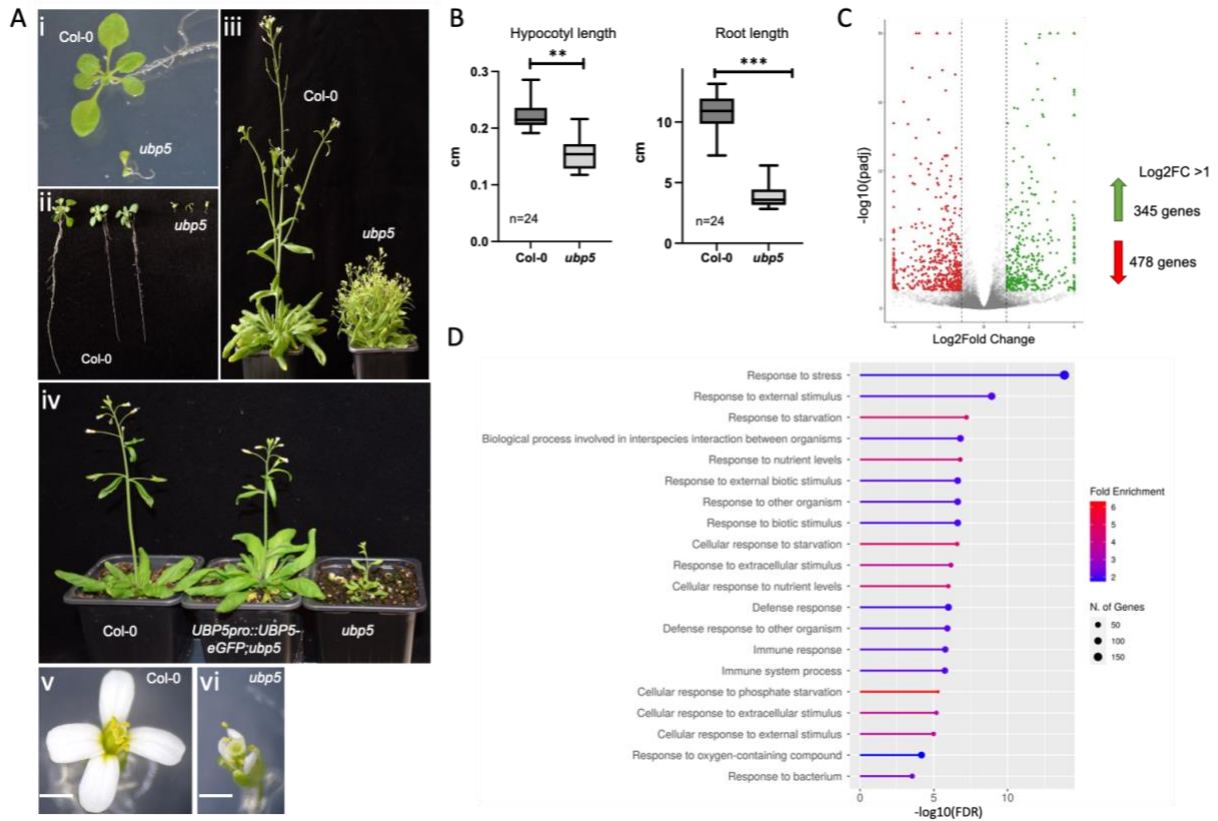 A
i
Col-0
ubp5
ii
Col-0
ubp5
iii
Col-0
ubp5
iv
Col-0
UBP5pro::UBP5-
eGFP;ubp5
ubp5
v
Col-0
vi
ubp5
B
Hypocotyl length
**
0.3
0.2
0.1
0.0
cm
n=24
Col-0 ubp5
Root length
***
10
5
0
cm
n=24
Col-0 ubp5
C
-log10(padj)
Log2Fold Change
Log2FC >1
345 genes
478 genes
D
Response to stress
Response to external stimulus
Response to starvation
Biological process involved in interspecies interaction between organisms
Response to nutrient levels
Response to external biotic stimulus
Response to other organism
Response to biotic stimulus
Cellular response to starvation
Response to extracellular stimulus
Cellular response to nutrient levels
Defense response
Defense response to other organism
Immune response
Immune system process
Cellular response to phosphate starvation
Cellular response to extracellular stimulus
Cellular response to external stimulus
Response to oxygen-containing compound
Response to bacterium
0 5 10
-log10(FDR)
Fold Enrichment
6
5
4
3
2
N. of Genes
50
100
150